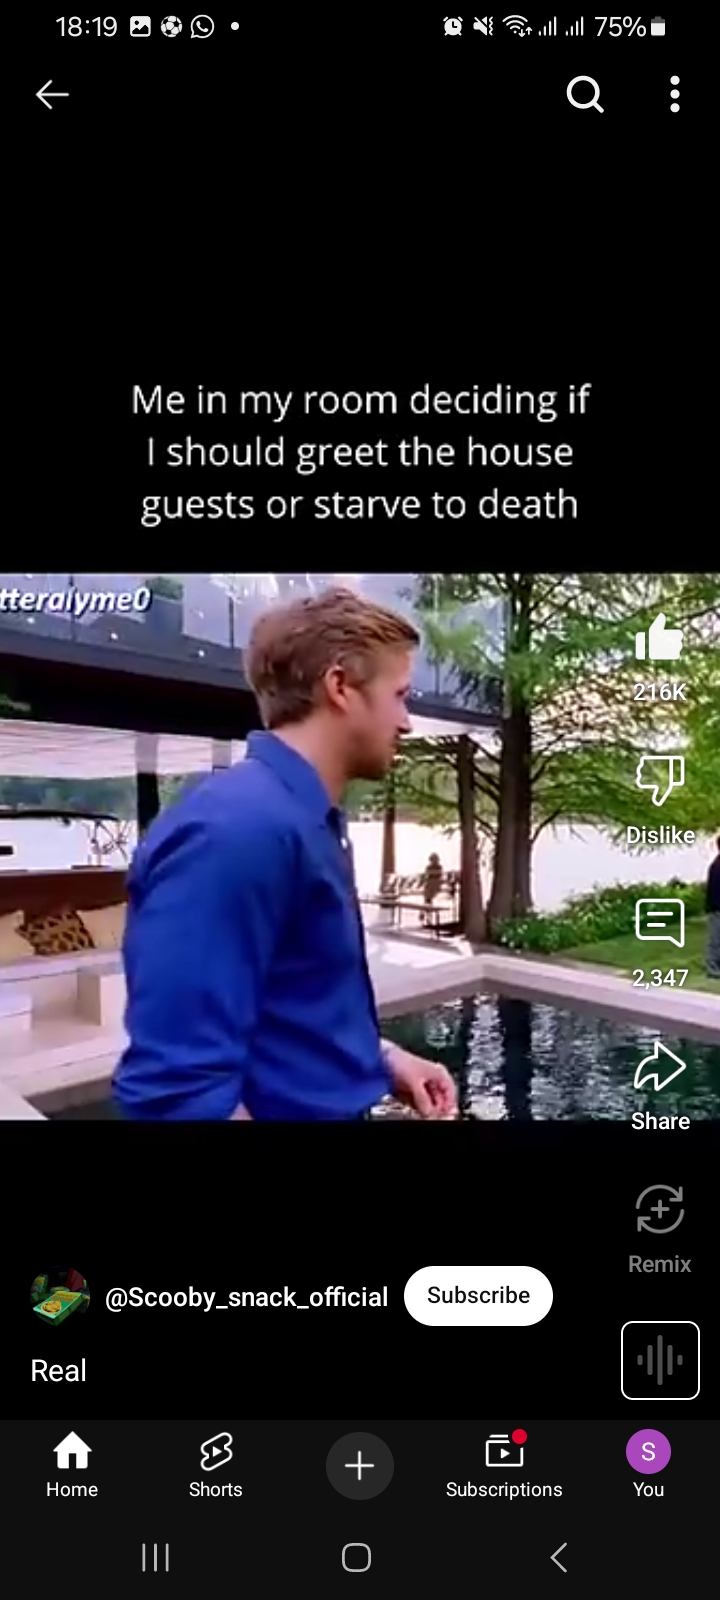 18:19
75%
Me in my room deciding if
I should greet the house
guests or starve to death
tteralyme0
216K
Dislike
2,347
Share
Remix
@Scooby_snack_official
Subscribe
Real
Home
Shorts
Subscriptions
S
You